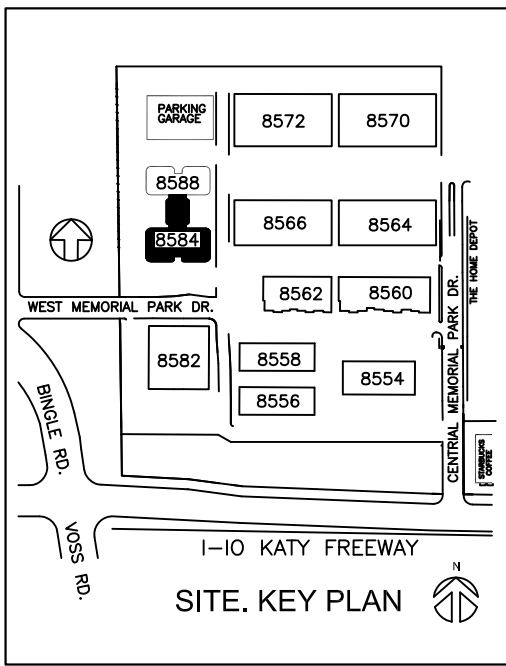 PARKING
GARAGE
8572
8570
8588
8584
8566
8564
THE HOME DEPOT
8562
8560
WEST MEMORIAL PARK DR.
CENTRIAL MEMORIAL PARK DR.
8582
8558
8554
8556
BINGLE RD.
STARBUCKS
COFFEE
VOSS RD.
I-10 KATY FREEWAY
N
SITE. KEY PLAN